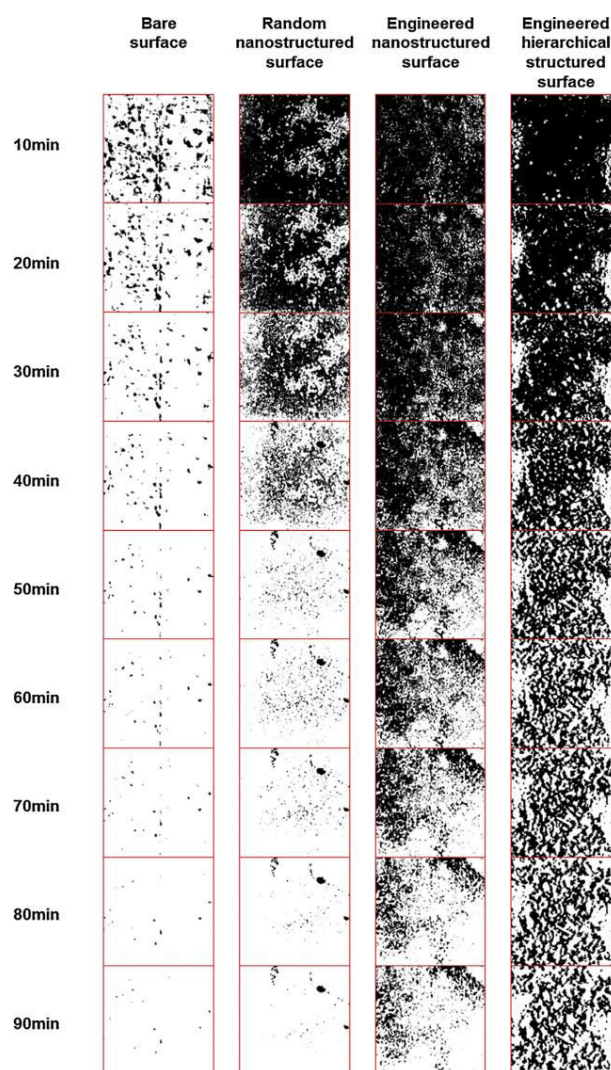 Bare
surface
Random
nanostructured
surface
Engineered
nanostructured
surface
Engineered
hierarchical
structured
surface
10min
20min
30min
40min
50min
60min
70min
80min
90min